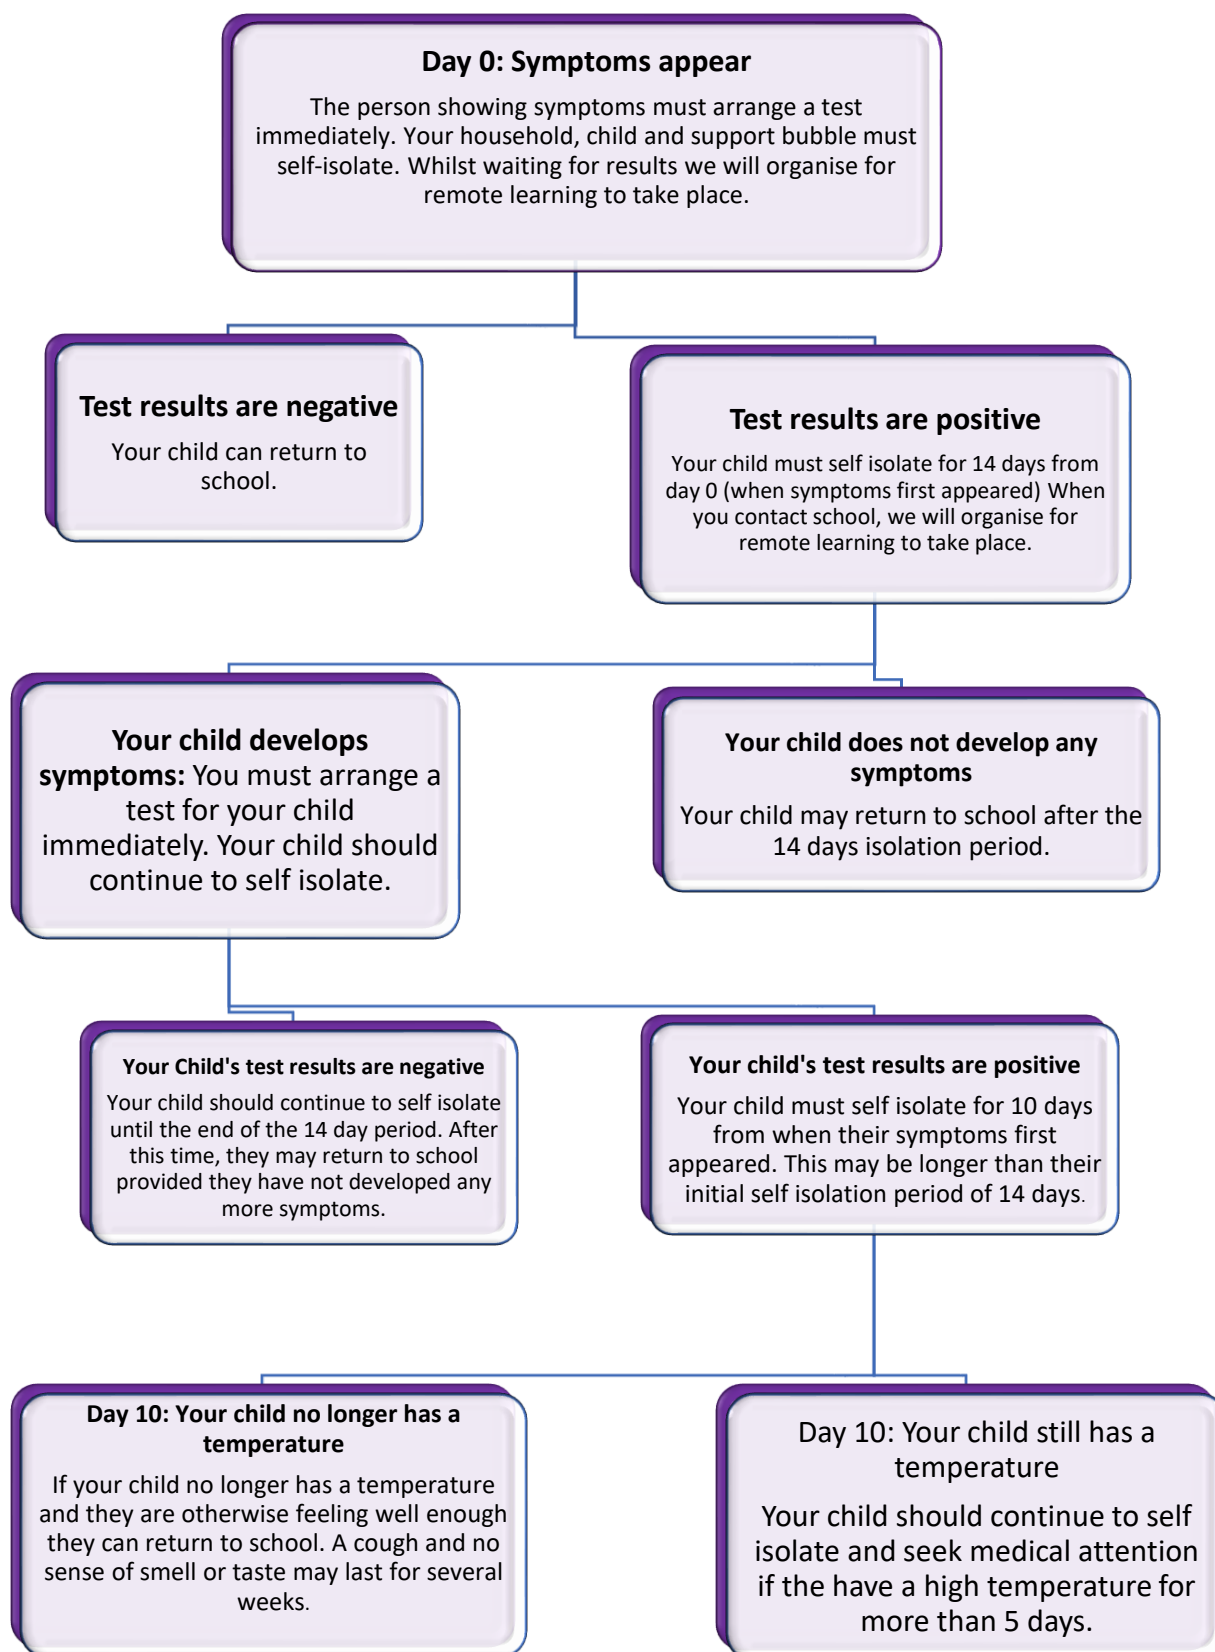 Day 0: Symptoms appear
The person showing symptoms must arrange a test
immediately. Your household, child and support bubble must
self-isolate. Whilst waiting for results we will organise for
remote learning to take place.
Test results are negative
Your child can return to
school.
Test results are positive
Your child must self isolate for 14 days from
day 0 (when symptoms first appeared) When
you contact school, we will organise for
remote learning to take place.
Your child develops
symptoms: You must arrange a
test for your child
immediately. Your child should
continue to self isolate.
Your child does not develop any
symptoms
Your child may return to school after the
14 days isolation period.
Your Child's test results are negative
Your child should continue to self isolate
until the end of the 14 day period. After
this time, they may return to school
provided they have not developed any
more symptoms.
Your child's test results are positive
Your child must self isolate for 10 days
from when their symptoms first
appeared. This may be longer than their
initial self isolation period of 14 days.
Day 10: Your child no longer has a
temperature
If your child no longer has a temperature
and they are otherwise feeling well enough
they can return to school. A cough and no
sense of smell or taste may last for several
weeks.
Day 10: Your child still has a
temperature
Your child should continue to self
isolate and seek medical attention
if the have a high temperature for
more than 5 days.